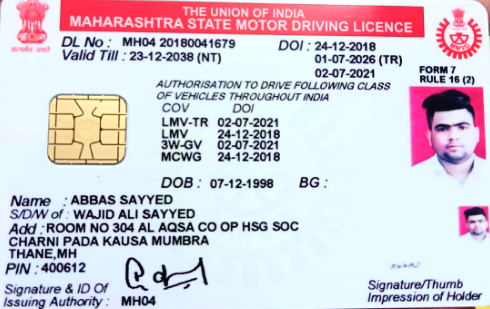 THE UNION OF INDIA
MAHARASHTRA STATE MOTOR DRIVING LICENCE
DL No : MH04 20180041679 DOI : 24-12-2018
Valid Till : 23-12-2038 (NT) 01-07-2026 (TR)
02-07-2021
FORM 7
RULE 16 (2)
AUTHORISATION TO DRIVE FOLLOWING CLASS
OF VEHICLES THROUGHOUT INDIA
COV DOI
LMV-TR 02-07-2021
LMV 24-12-2018
3W-GV 02-07-2021
MCWG 24-12-2018
DOB : 07-12-1998 BG :
Name : ABBAS SAYYED
S/D/W of : WAJID ALI SAYYED
Add : ROOM NO 304 AL AQSA CO OP HSG SOC
CHARNI PADA KAUSA MUMBRA
THANE,MH
PIN : 400612
Signature & ID Of
Issuing Authority : MH04
Signature/Thumb
Impression of Holder